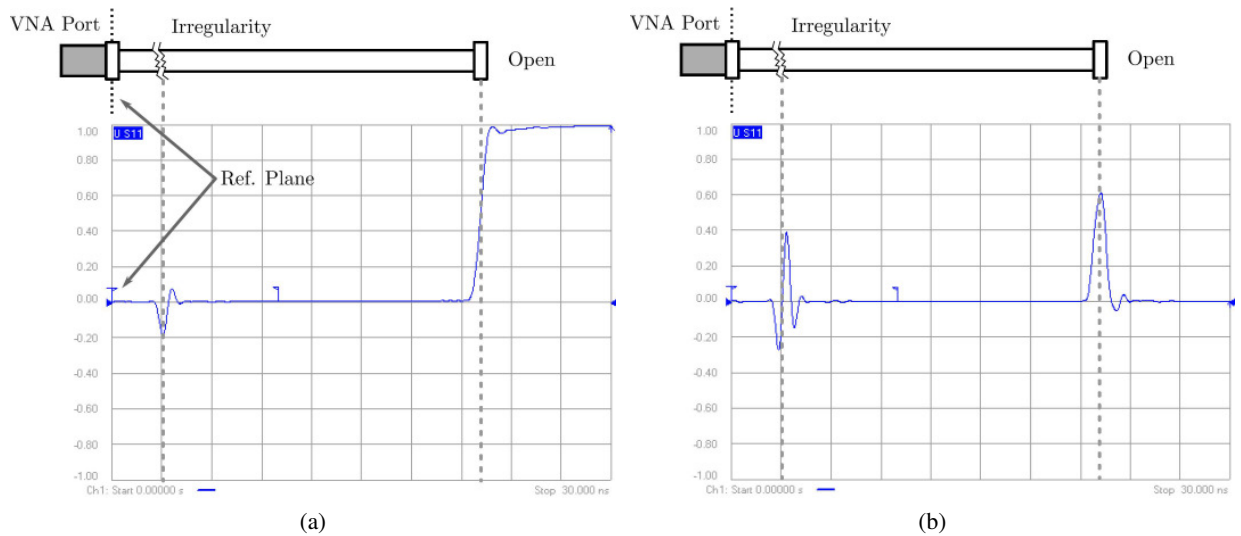 VNA Port
Irregularity
Open
1.00
U S11
0.80
0.60
Ref. Plane
0.40
0.20
0.00
-0.20
-0.40
-0.60
-0.80
-1.00
Ch1: Start 0.00000 s
Stop 30.000 ns
(a)
VNA Port
Irregularity
Open
1.00
U S11
0.80
0.60
0.40
0.20
0.00
-0.20
-0.40
-0.60
-0.80
-1.00
Ch1: Start 0.00000 s
Stop 30.000 ns
(b)